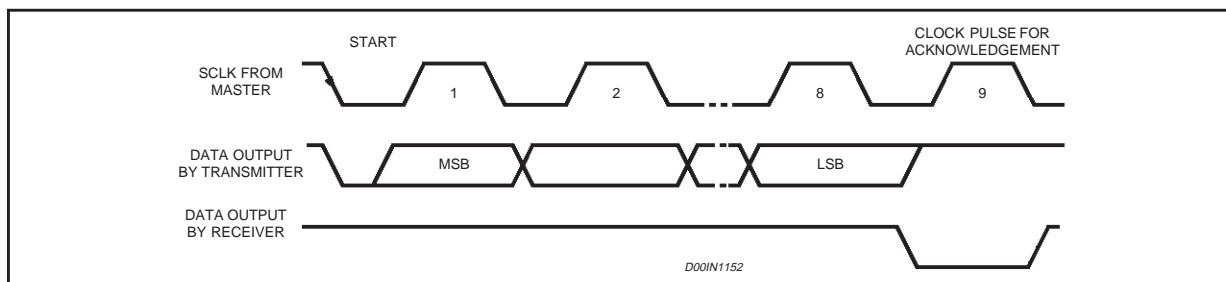 START
CLOCK PULSE FOR
ACKNOWLEDGEMENT
SCLK FROM
MASTER
1
2
8
9
DATA OUTPUT
BY TRANSMITTER
MSB
LSB
DATA OUTPUT
BY RECEIVER
D00IN1152